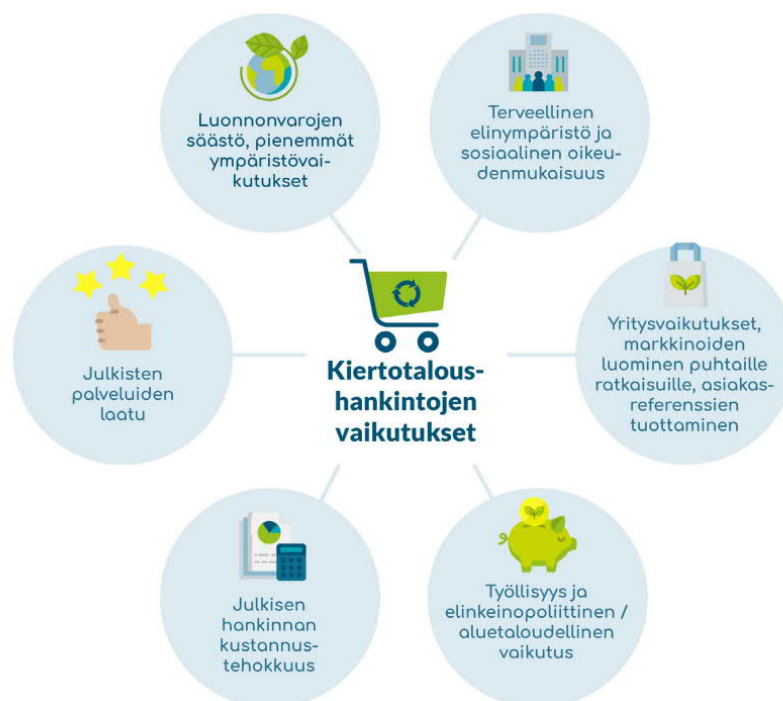 Luonnonvarojen
säästö, pienemmät
ympäristövai-
kutukset
Terveellinen
elinympäristö ja
sosiaalinen oikeu-
denmukaisuus
Julkisten
palveluiden
laatu
Kiertotalous-
hankintojen
vaikutukset
Yritysvaikutukset,
markkinoiden
luominen puhtaille
ratkaisuille, asiakas-
referenssien
tuottaminen
Julkisen
hankinnan
kustannus-
tehokkuus
Työllisyys ja
elinkeinopoliittinen /
aluetaloudellinen
vaikutus